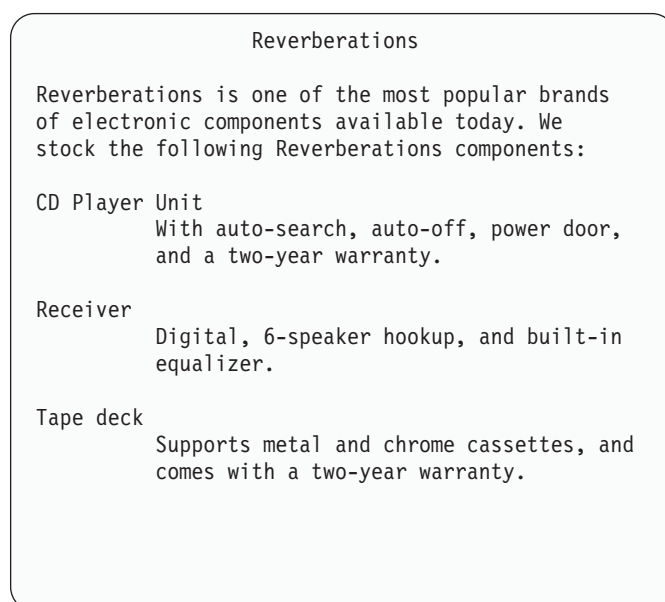 Reverberations
Reverberations is one of the most popular brands
of electronic components available today. We
stock the following Reverberations components:
CD Player Unit
With auto-search, auto-off, power door,
and a two-year warranty.
Receiver
Digital, 6-speaker hookup, and built-in
equalizer.
Tape deck
Supports metal and chrome cassettes, and
comes with a two-year warranty.